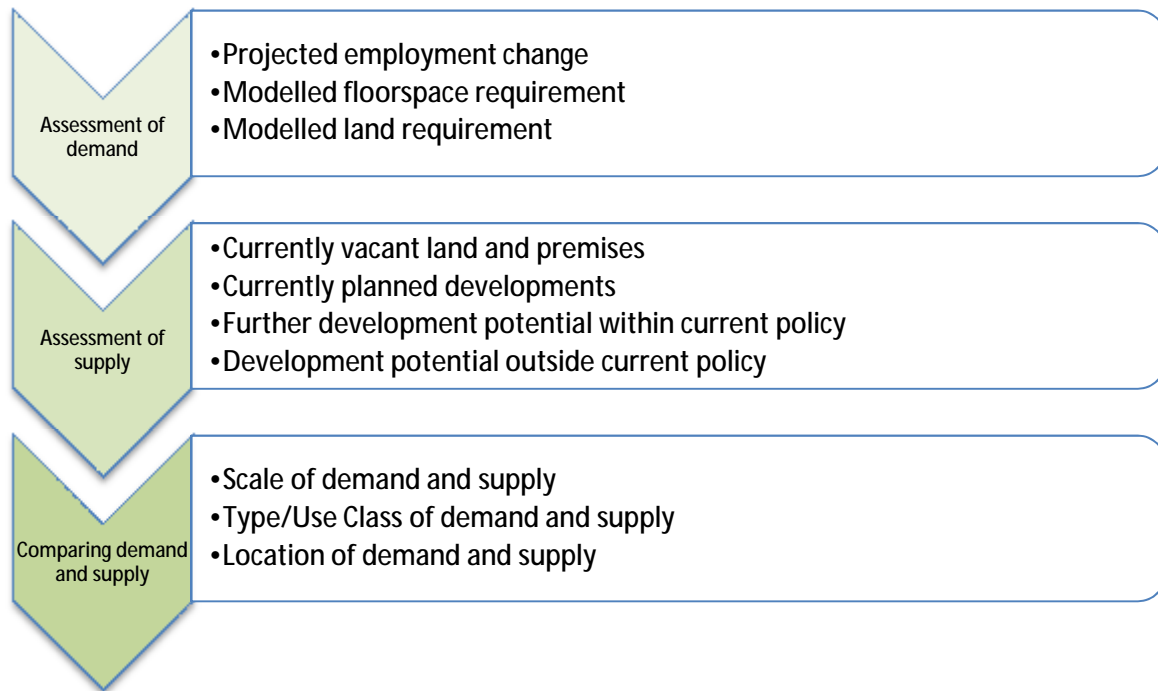 Assessment of
demand
•Projected employment change
•Modelled floorspace requirement
•Modelled land requirement
Assessment of
supply
•Currently vacant land and premises
•Currently planned developments
•Further development potential within current policy
•Development potential outside current policy
Comparing demand
and supply
•Scale of demand and supply
•Type/Use Class of demand and supply
•Location of demand and supply